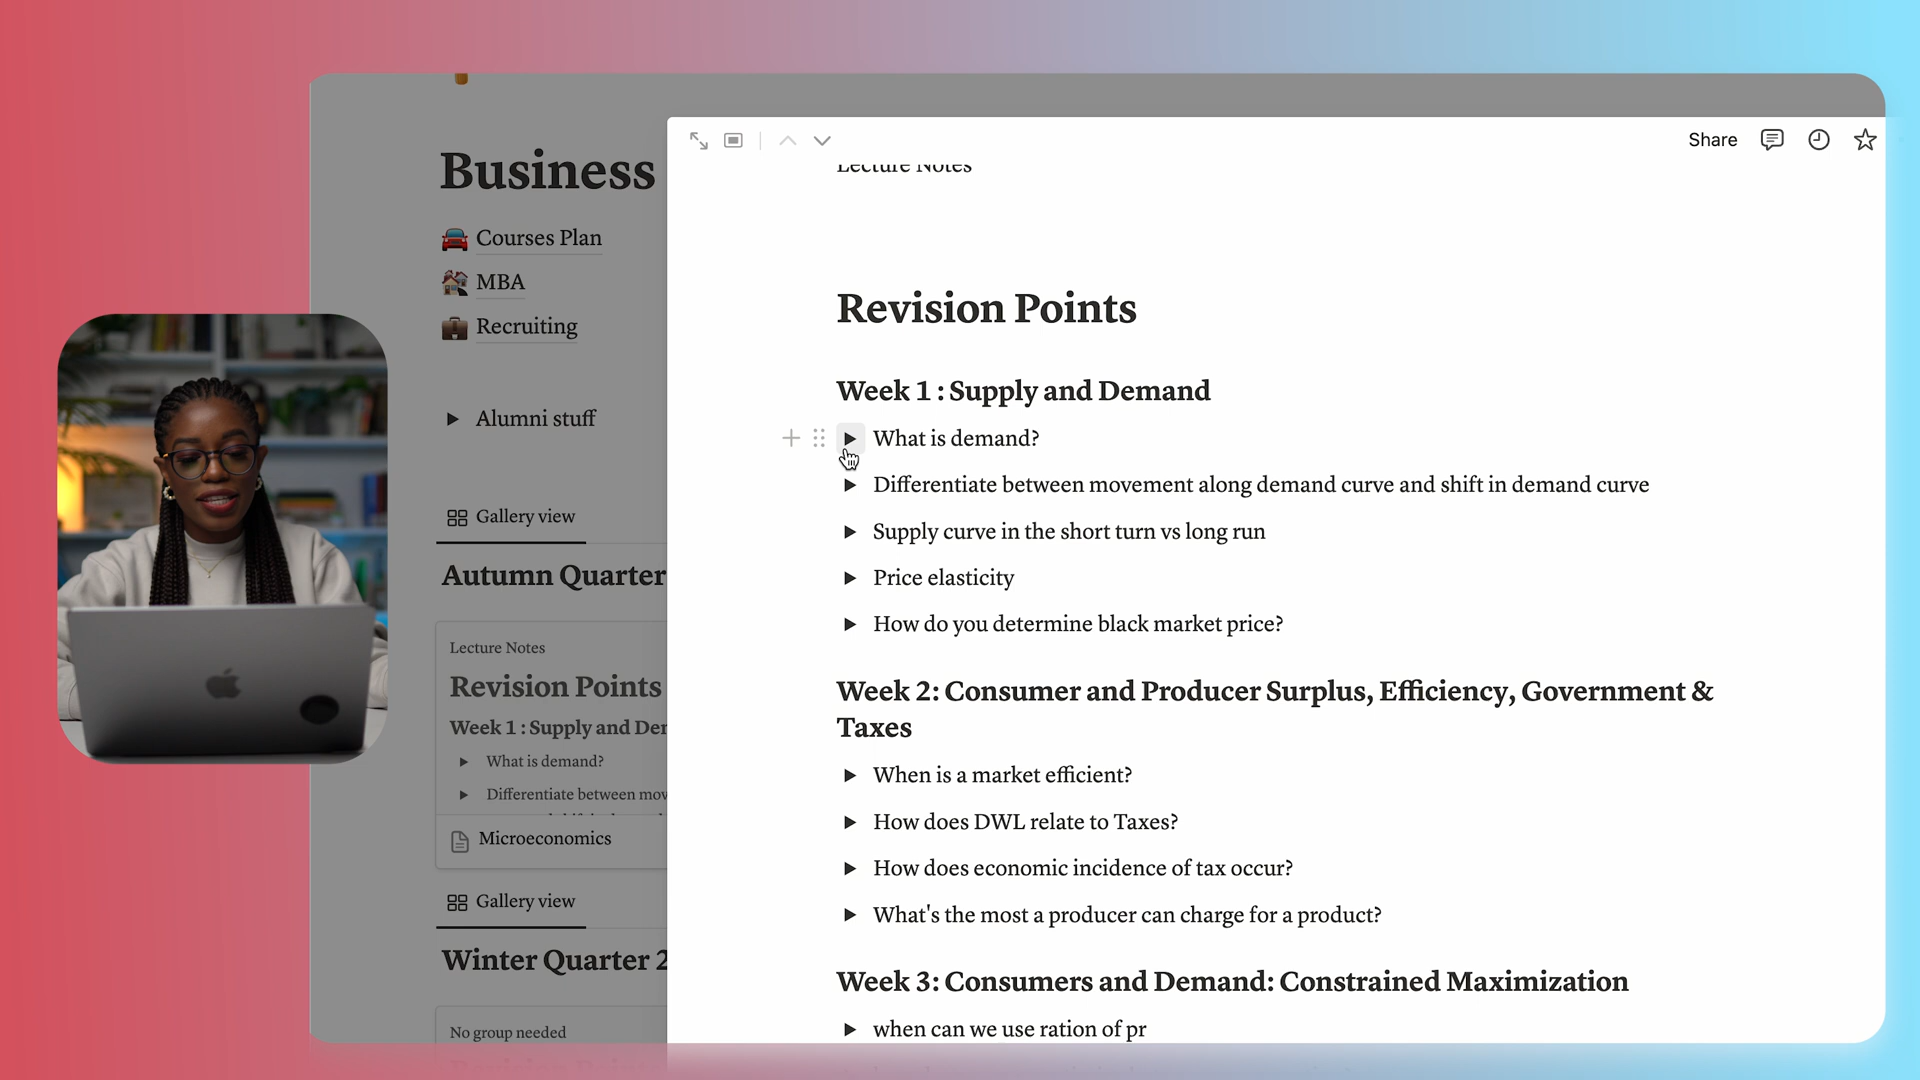 Business
Courses Plan
MBA
Recruiting
Alumni stuff
Gallery view
Autumn Quarter
Lecture Notes
Revision Points
Week 1 : Supply and Der
What is demand?
Differentiate between mov
Microeconomics
Gallery view
Winter Quarter 2
No group needed
Share
Lecture Notes
Revision Points
Week 1 : Supply and Demand
What is demand?
Differentiate between movement along demand curve and shift in demand curve
Supply curve in the short turn vs long run
Price elasticity
How do you determine black market price?
Week 2: Consumer and Producer Surplus, Efficiency, Government &
Taxes
When is a market efficient?
How does DWL relate to Taxes?
How does economic incidence of tax occur?
What's the most a producer can charge for a product?
Week 3: Consumers and Demand: Constrained Maximization
when can we use ration of pr